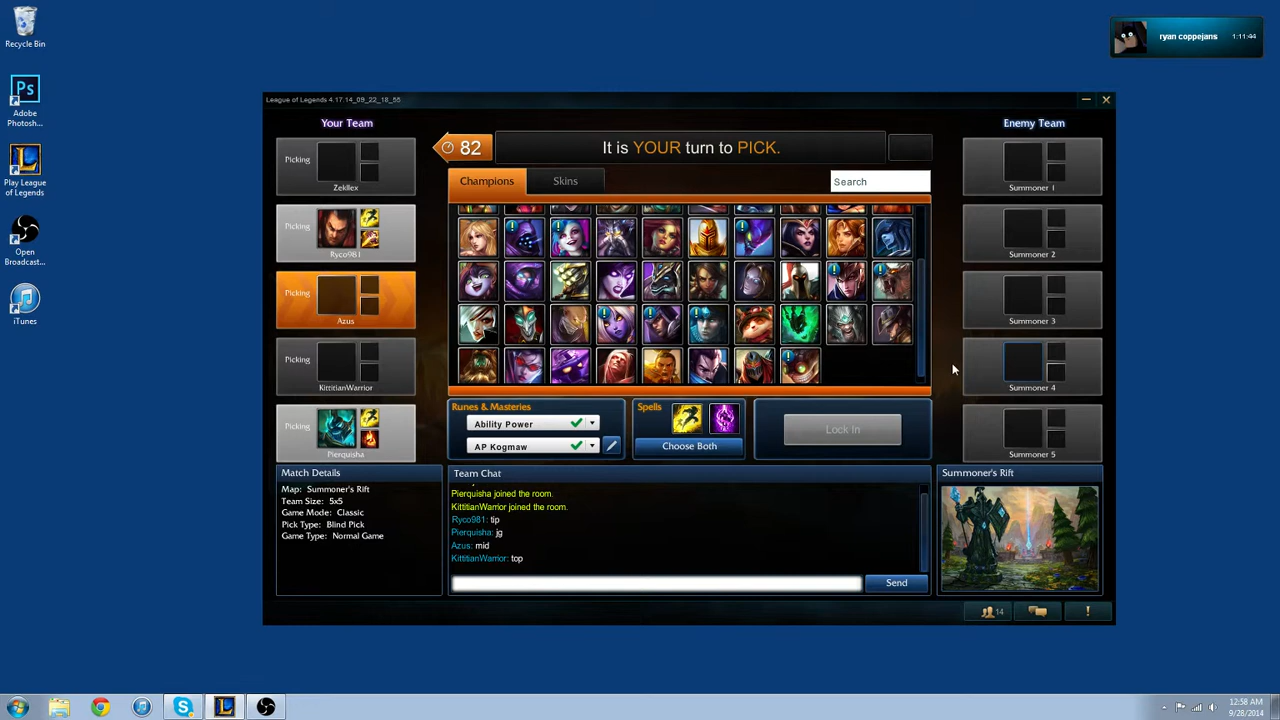 Recycle Bin
Adobe
Photosh...
Play League
of Legends
Open
Broadcast...
iTunes
ryan coppejans 1:11:44
League of Legends 4.17.14_09_22_18_56
Your Team
82
It is YOUR turn to PICK.
Enemy Team
Champions
Skins
Search
Picking
Zekllex
Picking
Ryco981
Picking
Azus
Picking
KittitianWarrior
Picking
Pierquisha
Summoner 1
Summoner 2
Summoner 3
Summoner 4
Summoner 5
Runes & Masteries
Ability Power
AP Kogmaw
Spells
Choose Both
Lock In
Match Details
Map: Summoner's Rift
Team Size: 5x5
Game Mode: Classic
Pick Type: Blind Pick
Game Type: Normal Game
Team Chat
Pierquisha joined the room.
KittitianWarrior joined the room.
Ryco981: tip
Pierquisha: jg
Azus: mid
KittitianWarrior: top
Send
Summoner's Rift
14
12:58 AM
9/28/2014